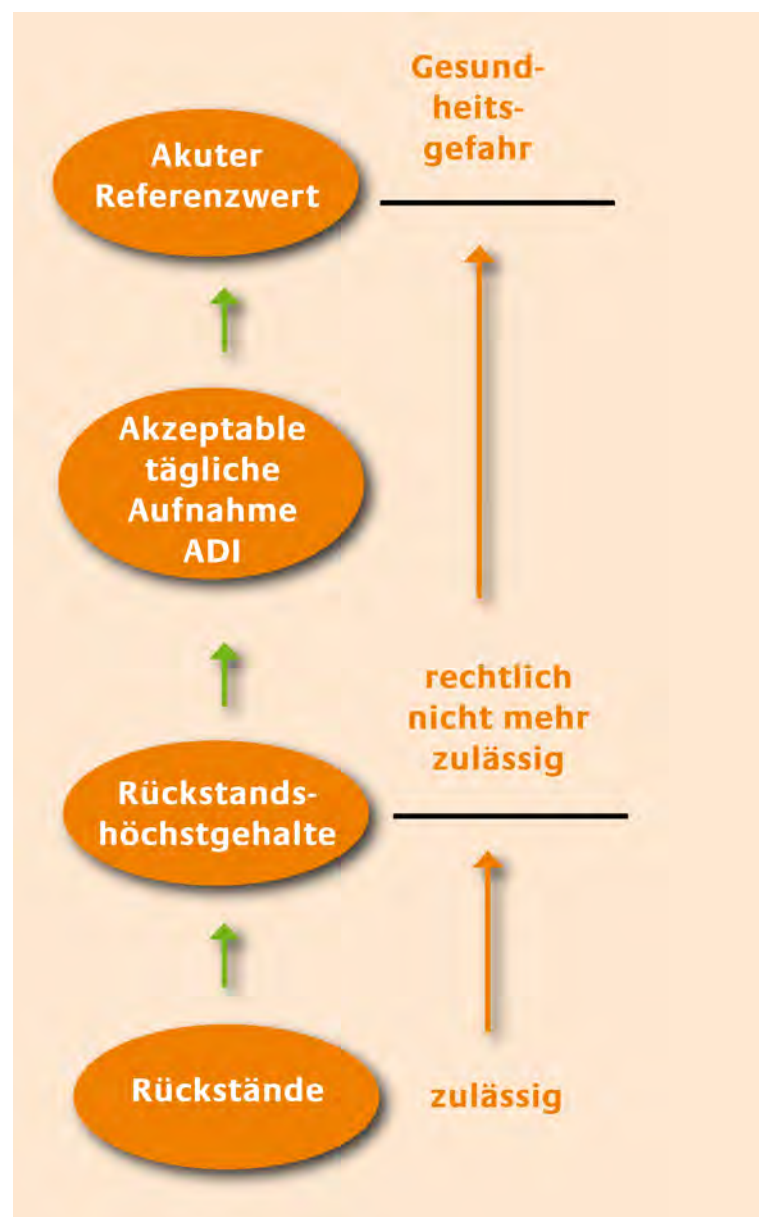 Gesund-
heits-
gefahr
Akuter
Referenzwert
Akzeptable
tägliche
Aufnahme
ADI
rechtlich
nicht mehr
zulässig
Rückstands-
höchstgehalte
Rückstände
zulässig